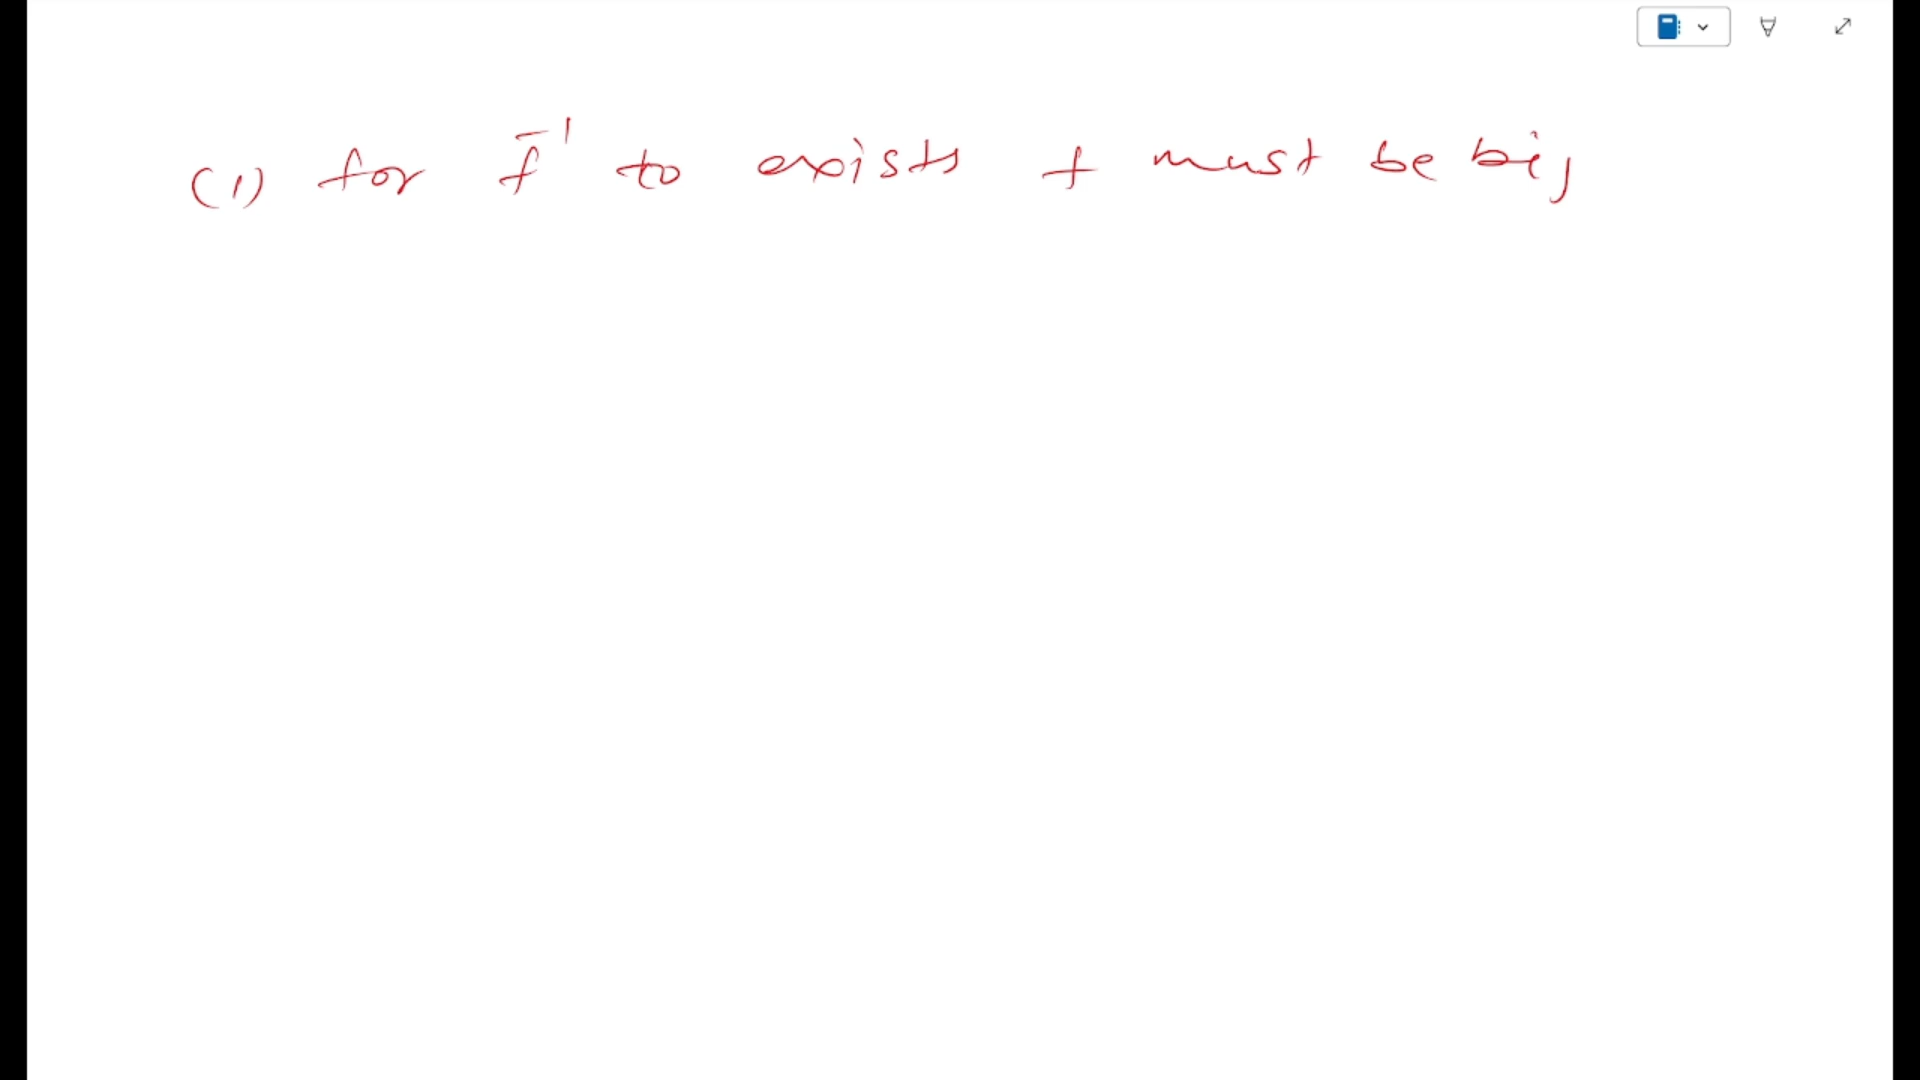 (1) for f⁻¹ to exists f must be bij